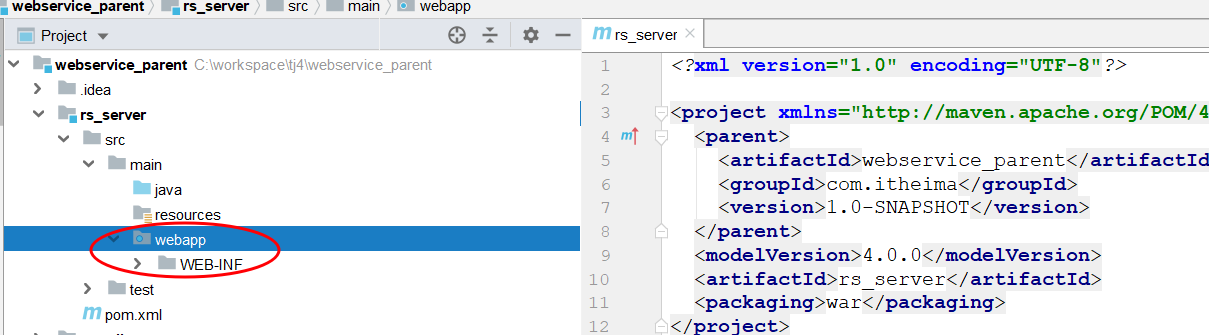 webservice_parent rs_server src main webapp
Project
webservice_parent C:\workspace\tj4\webservice_parent
.idea
rs_server
src
main
java
resources
webapp
WEB-INF
test
pom.xml
rs_server
1 <?xml version="1.0" encoding="UTF-8"?>
2
3 <project xmlns="http://maven.apache.org/POM/4
4 <parent>
5 <artifactId>webservice_parent</artifactId
6 <groupId>com.itheima</groupId>
7 <version>1.0-SNAPSHOT</version>
8 </parent>
9 <modelVersion>4.0.0</modelVersion>
10 <artifactId>rs_server</artifactId>
11 <packaging>war</packaging>
12 </project>